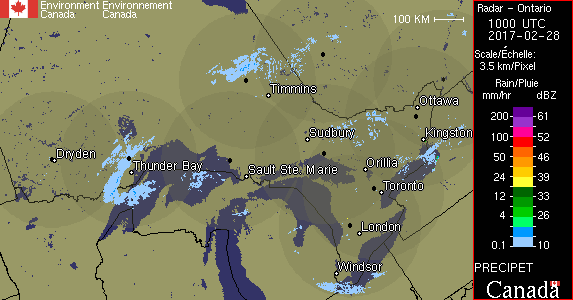 Environment Environnement
Canada Canada
100 KM
Timmins
Ottawa
Sudbury
Kingston
Dryden
Thunder Bay
Sault Ste. Marie
Orillia
Toronto
London
Windsor
Radar - Ontario
1000 UTC
2017-02-28
Scale/Échelle:
3.5 km/Pixel
Rain/Pluie
mm/hr dBZ
200 61
100 52
50 46
24 39
12 33
4 26
0.1 10
PRECIPET
Canada